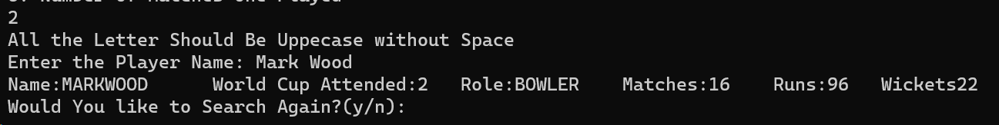 2
All the Letter Should Be Uppecase without Space
Enter the Player Name: Mark Wood
Name:MARKWOOD World Cup Attended:2 Role:BOWLER Matches:16 Runs:96 Wickets22
Would You like to Search Again?(y/n):